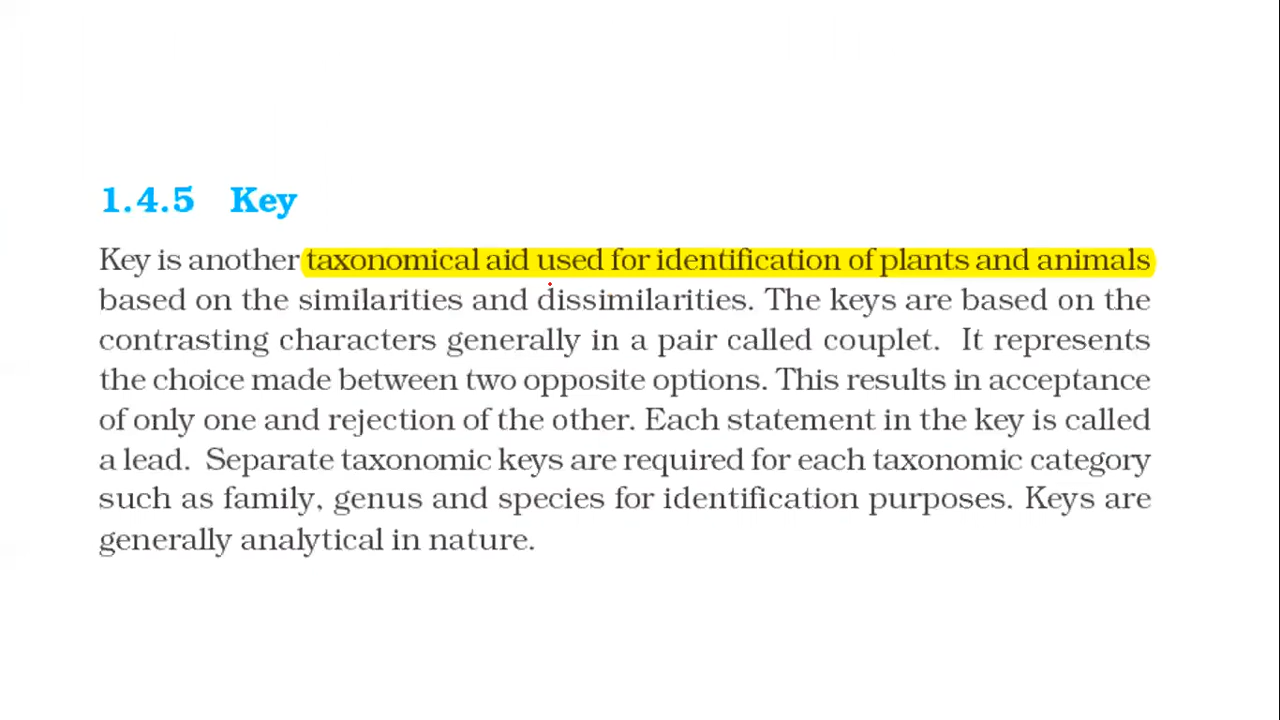 1.4.5 Key
Key is another taxonomical aid used for identification of plants and animals
based on the similarities and dissimilarities. The keys are based on the
contrasting characters generally in a pair called couplet. It represents
the choice made between two opposite options. This results in acceptance
of only one and rejection of the other. Each statement in the key is called
a lead. Separate taxonomic keys are required for each taxonomic category
such as family, genus and species for identification purposes. Keys are
generally analytical in nature.